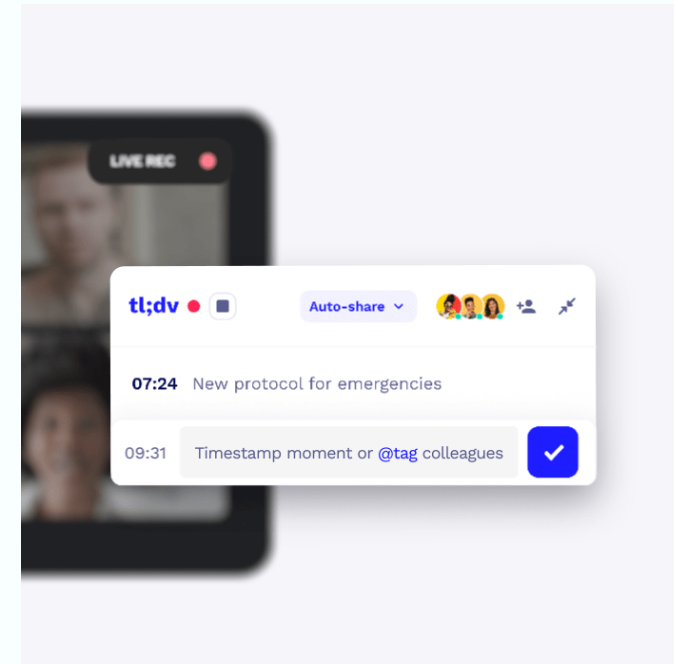 LIVE REC
tl;dv
Auto-share
07:24 New protocol for emergencies
09:31 Timestamp moment or @tag colleagues